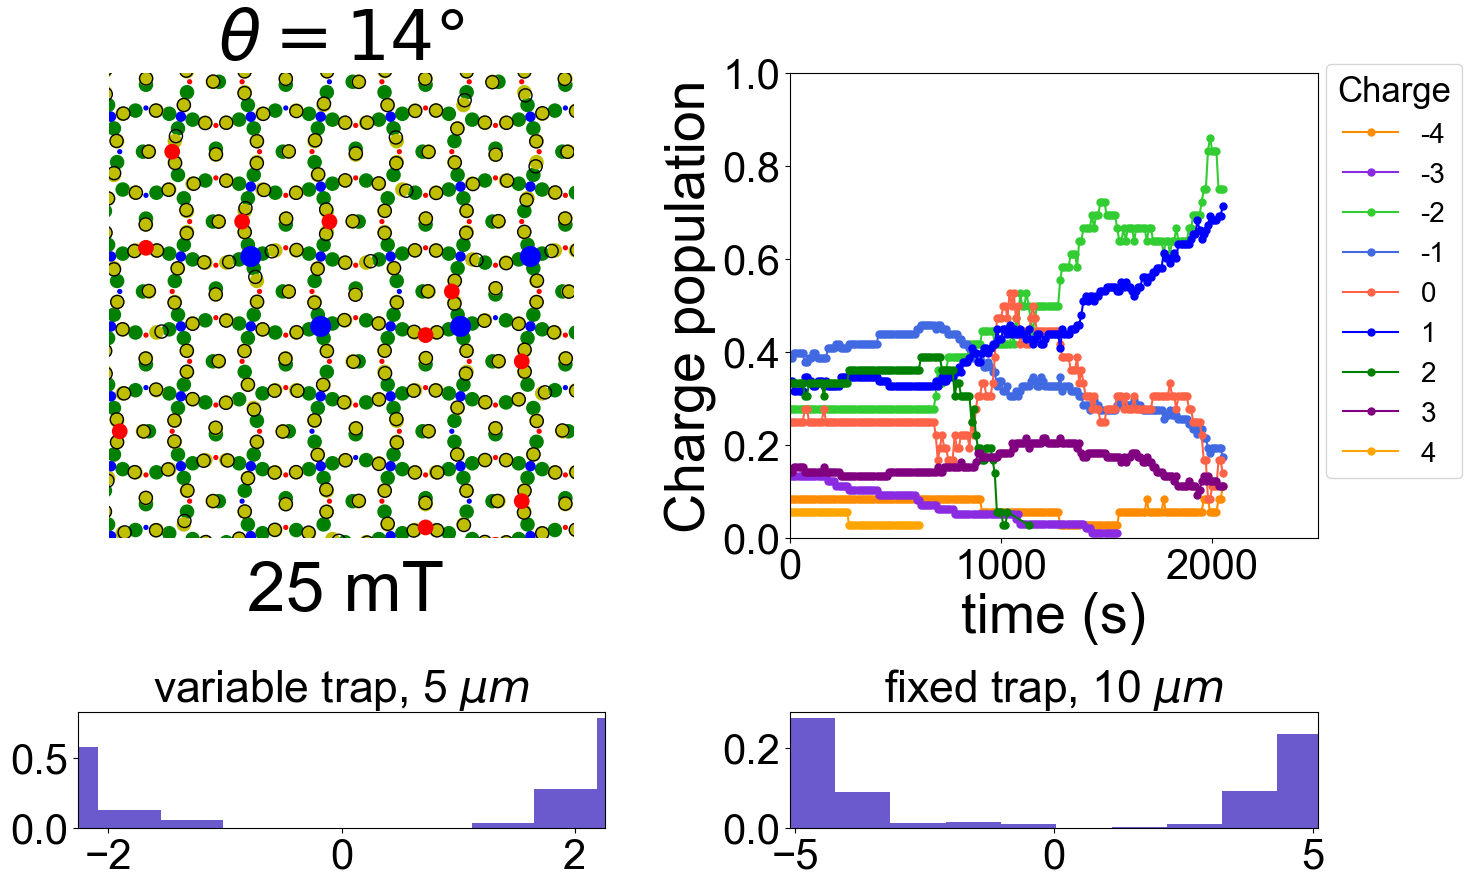 θ = 14°
25 mT
1.0
0.8
0.6
0.4
0.2
0.0
Charge population
0 1000 2000
time (s)
Charge
-4
-3
-2
-1
0
1
2
3
4
variable trap, 5 μm
0.5
0.0
−2 0 2
fixed trap, 10 μm
0.2
0.0
−5 0 5